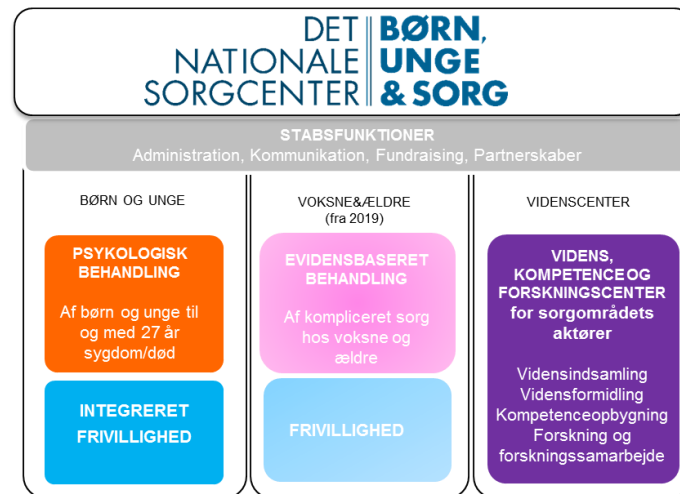 DET
NATIONALE
SORGCENTER
BØRN,
UNGE
& SORG
STABSFUNKTIONER
Administration, Kommunikation, Fundraising, Partnerskaber
BØRN OG UNGE
PSYKOLOGISK
BEHANDLING
Af børn og unge til
og med 27 år
sygdom/død
INTEGRERET
FRIVILLIGHED
VOKSNE&ÆLDRE
(fra 2019)
EVIDENSBASERET
BEHANDLING
Af kompliceret sorg
hos voksne og
ældre
FRIVILLIGHED
VIDENSCENTER
VIDENS,
KOMPETENCE OG
FORSKNINGSCENTER
for sorgområdets
aktører
Vidensindsamling
Vidensformidling
Kompetenceopbygning
Forskning og
forskningssamarbejde